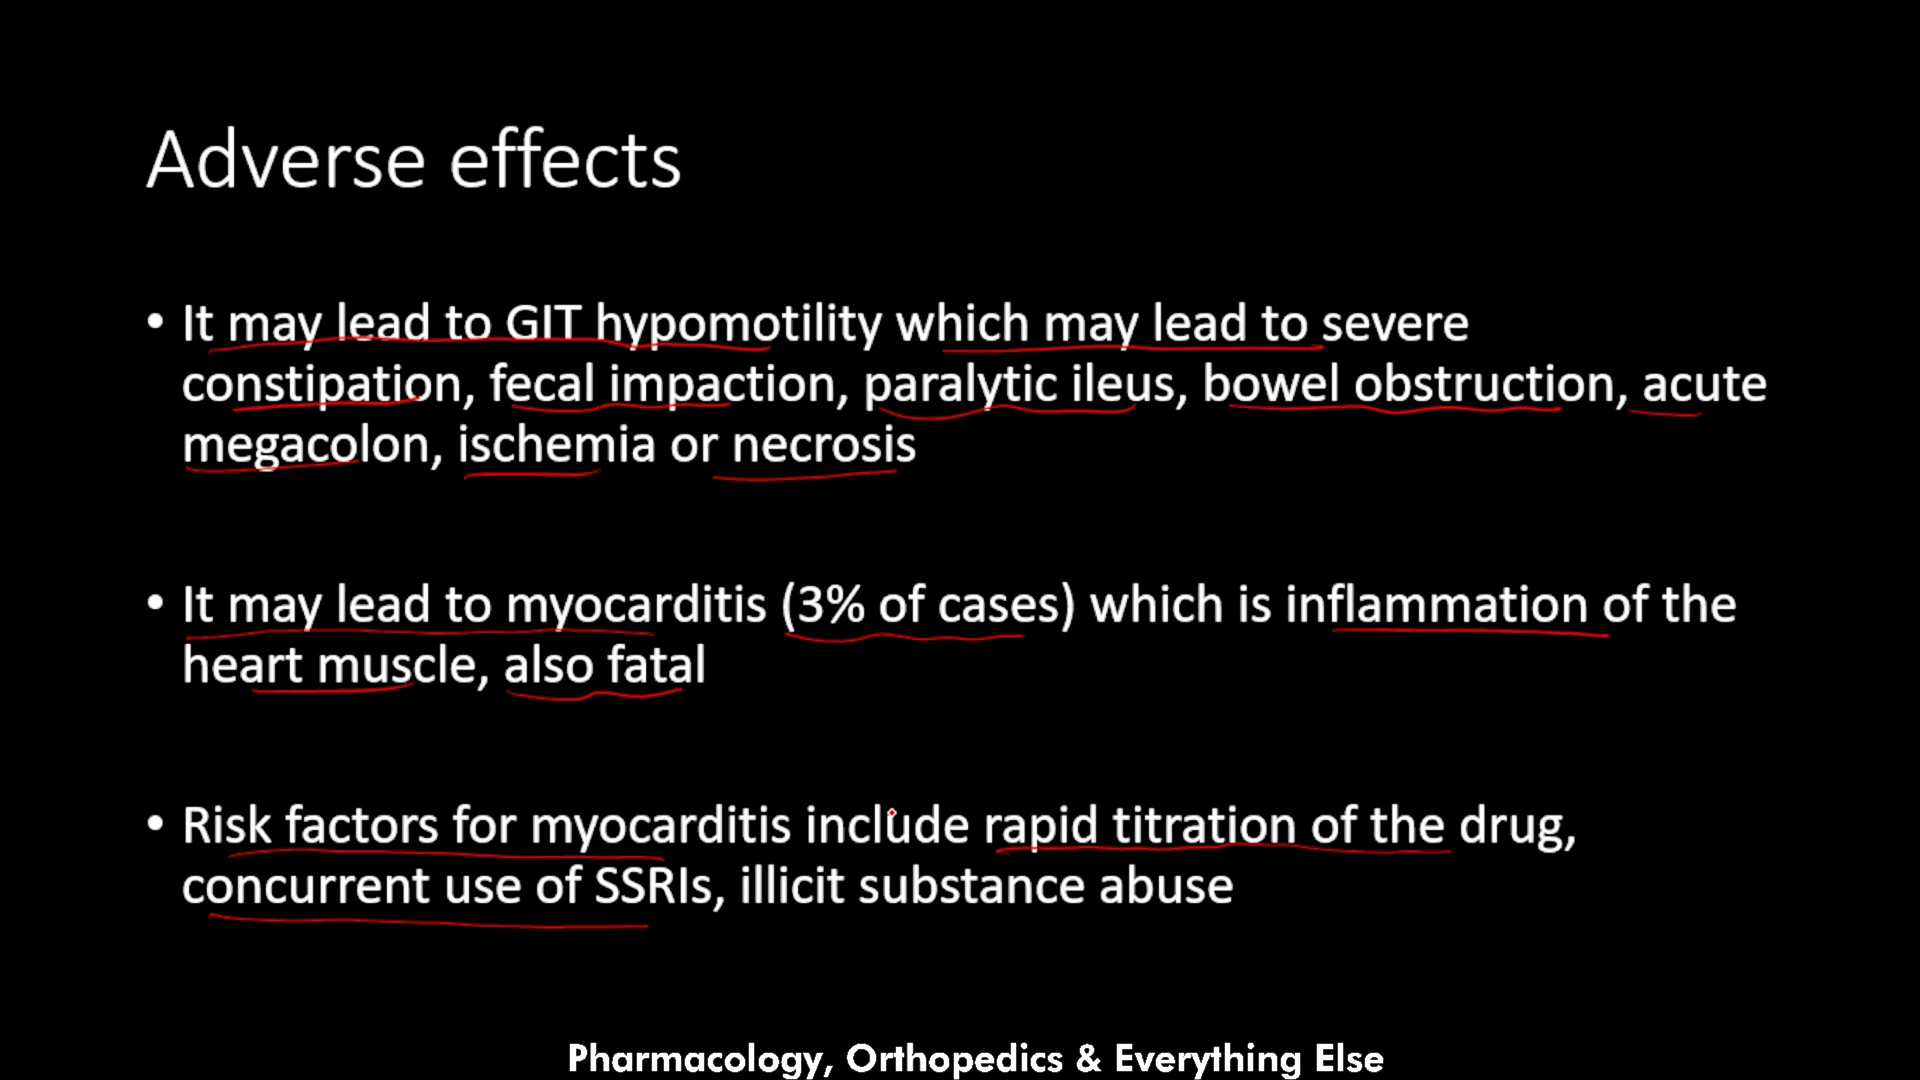 Adverse effects
• It may lead to GIT hypomotility which may lead to severe
constipation, fecal impaction, paralytic ileus, bowel obstruction, acute
megacolon, ischemia or necrosis
• It may lead to myocarditis (3% of cases) which is inflammation of the
heart muscle, also fatal
• Risk factors for myocarditis include rapid titration of the drug,
concurrent use of SSRIs, illicit substance abuse
Pharmacology, Orthopedics & Everything Else